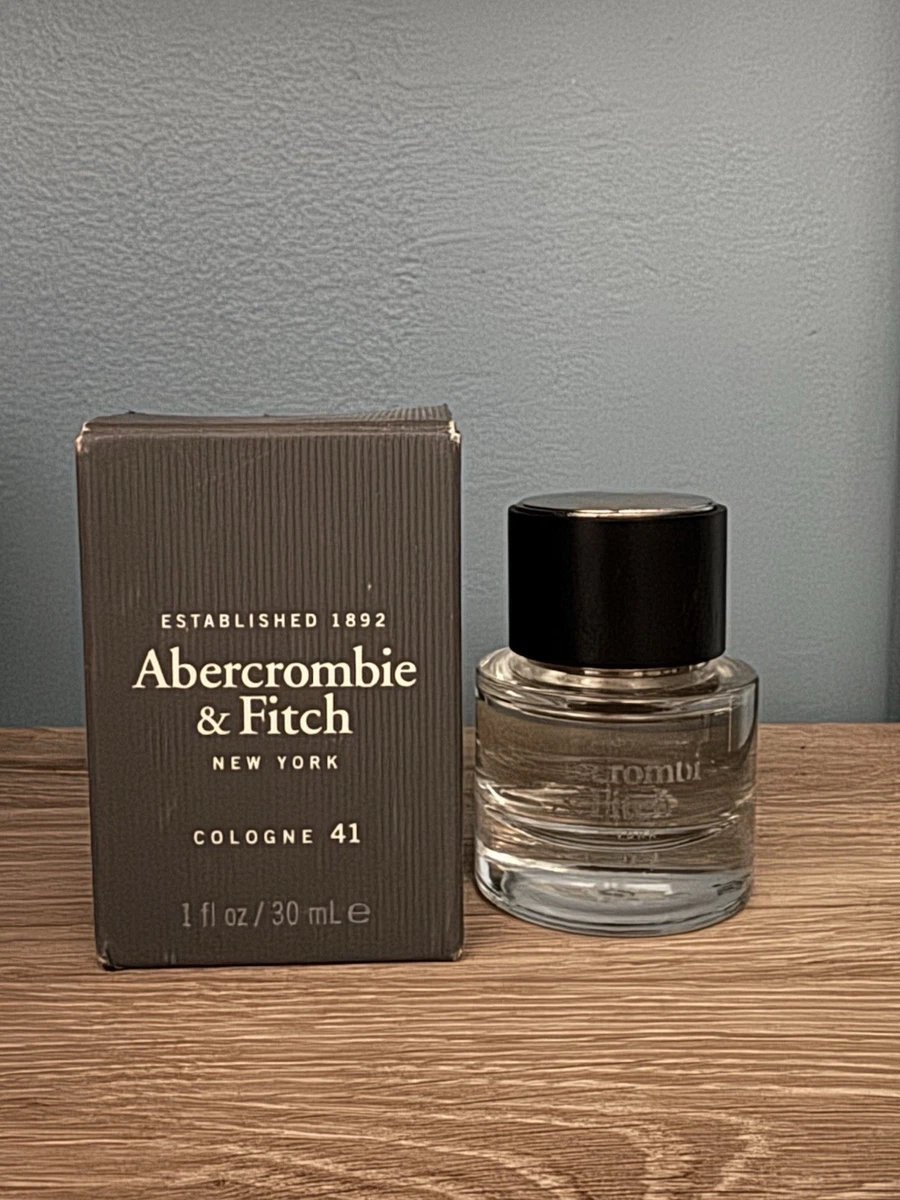 ESTABLISHED 1892
Abercrombie
& Fitch
NEW YORK
COLOGNE 41
1 fl oz / 30 mL e